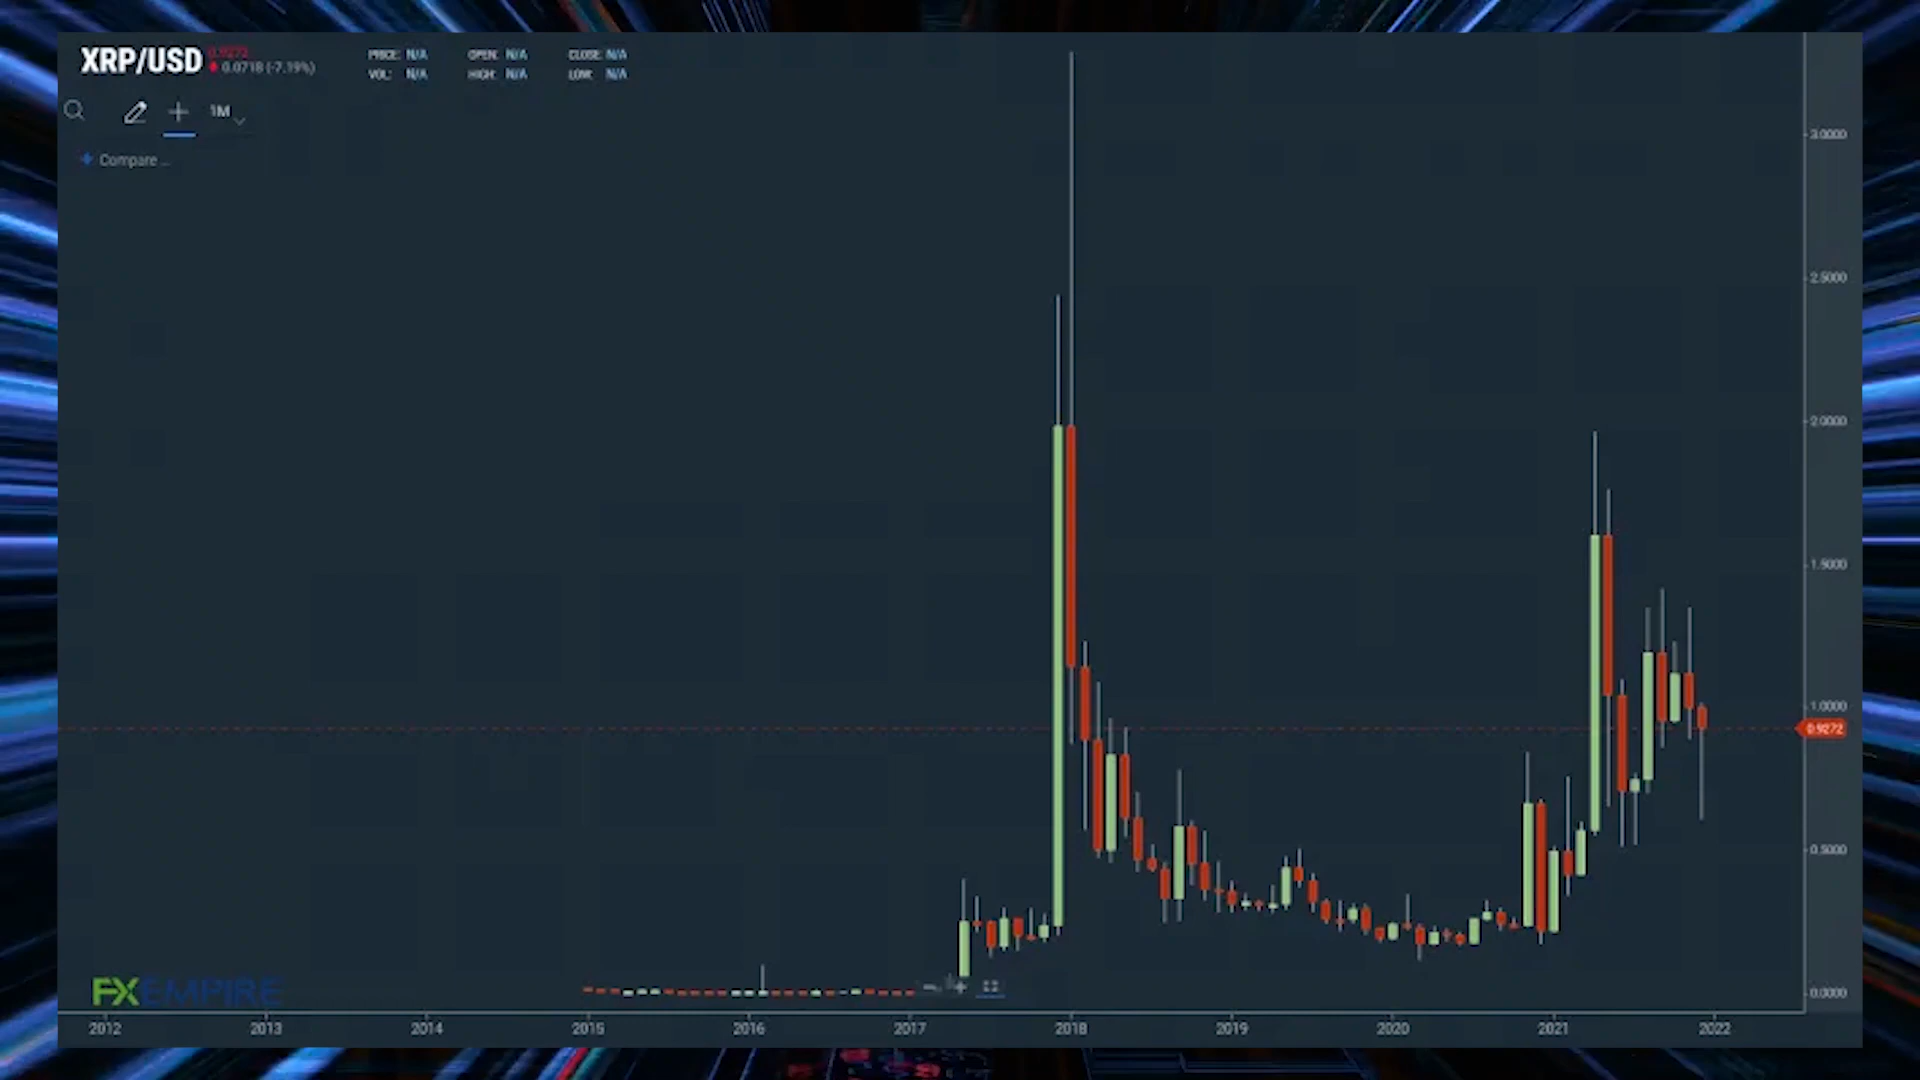 XRP/USD 0.9272
0.0718 (-7.19%)
PRICE: N/A OPEN: N/A CLOSE: N/A
VOL: N/A HIGH: N/A LOW: N/A
1M
Compare ...
3.0000
2.5000
2.0000
1.5000
1.0000
0.9272
0.5000
0.0000
FXEMPIRE
2012 2013 2014 2015 2016 2017 2018 2019 2020 2021 2022